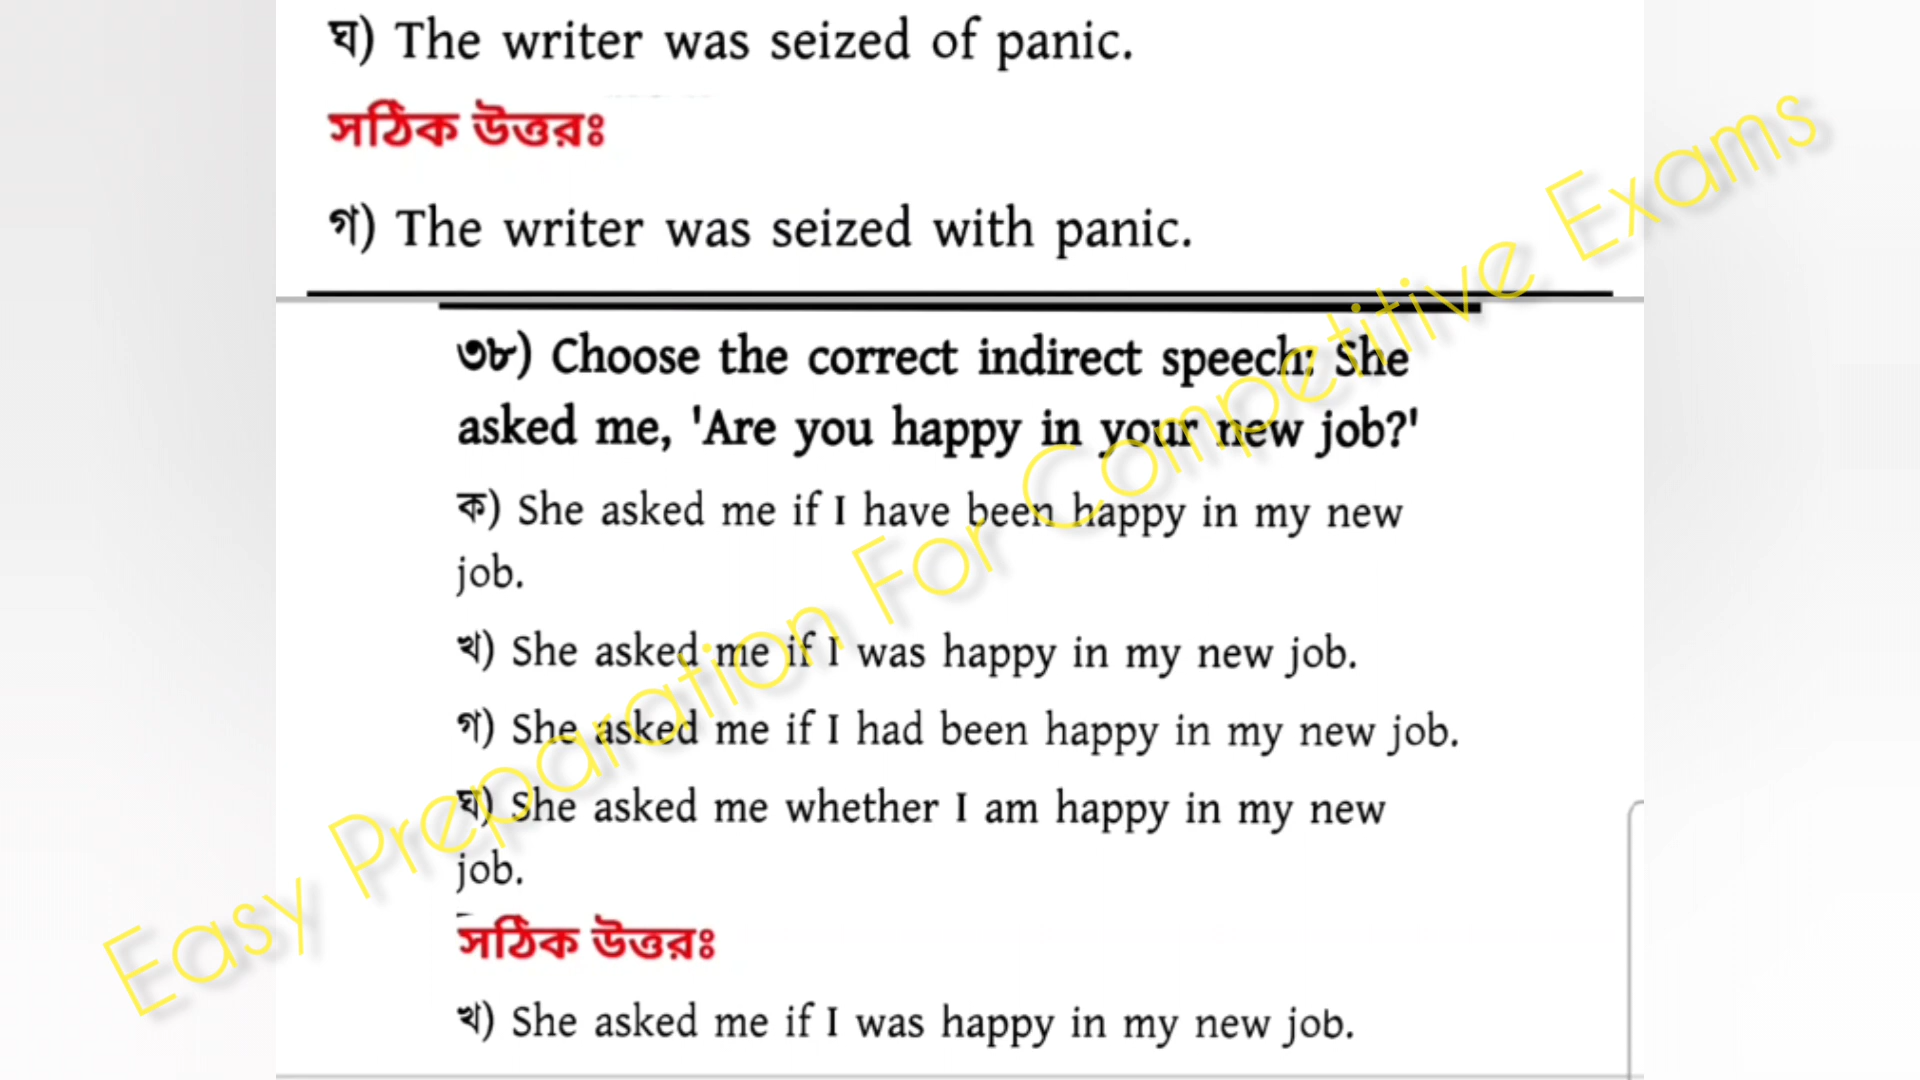 ঘ) The writer was seized of panic.
সঠিক উত্তরঃ
গ) The writer was seized with panic.
৩৮) Choose the correct indirect speech: She
asked me, 'Are you happy in your new job?'
ক) She asked me if I have been happy in my new
job.
খ) She asked me if I was happy in my new job.
গ) She asked me if I had been happy in my new job.
ঘ) She asked me whether I am happy in my new
job.
সঠিক উত্তরঃ
খ) She asked me if I was happy in my new job.
Easy Preparation For Competitive Exams